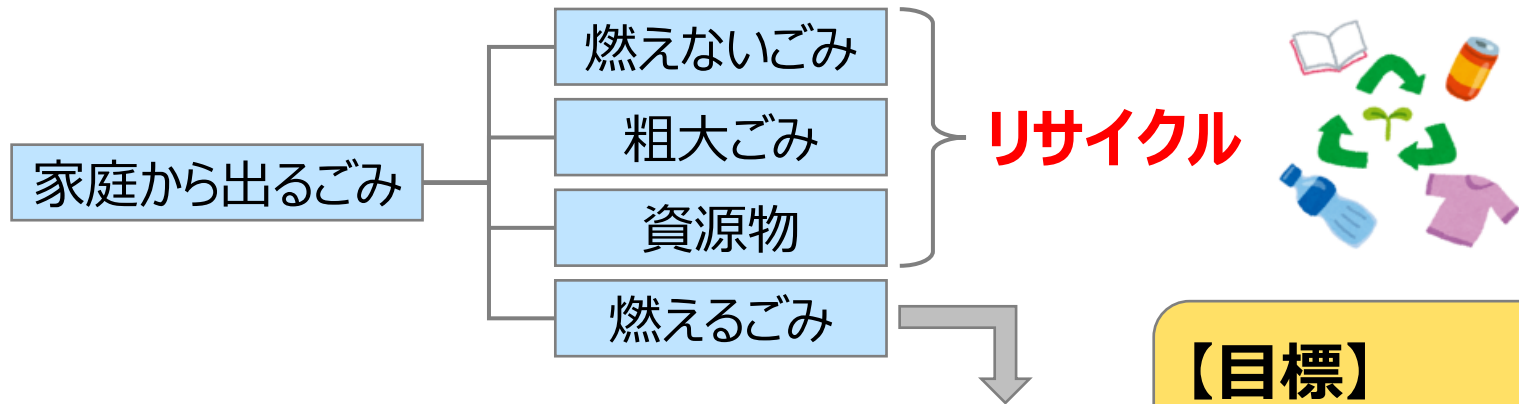 家庭から出るごみ
燃えないごみ
粗大ごみ
資源物
燃えるごみ
リサイクル
【目標】